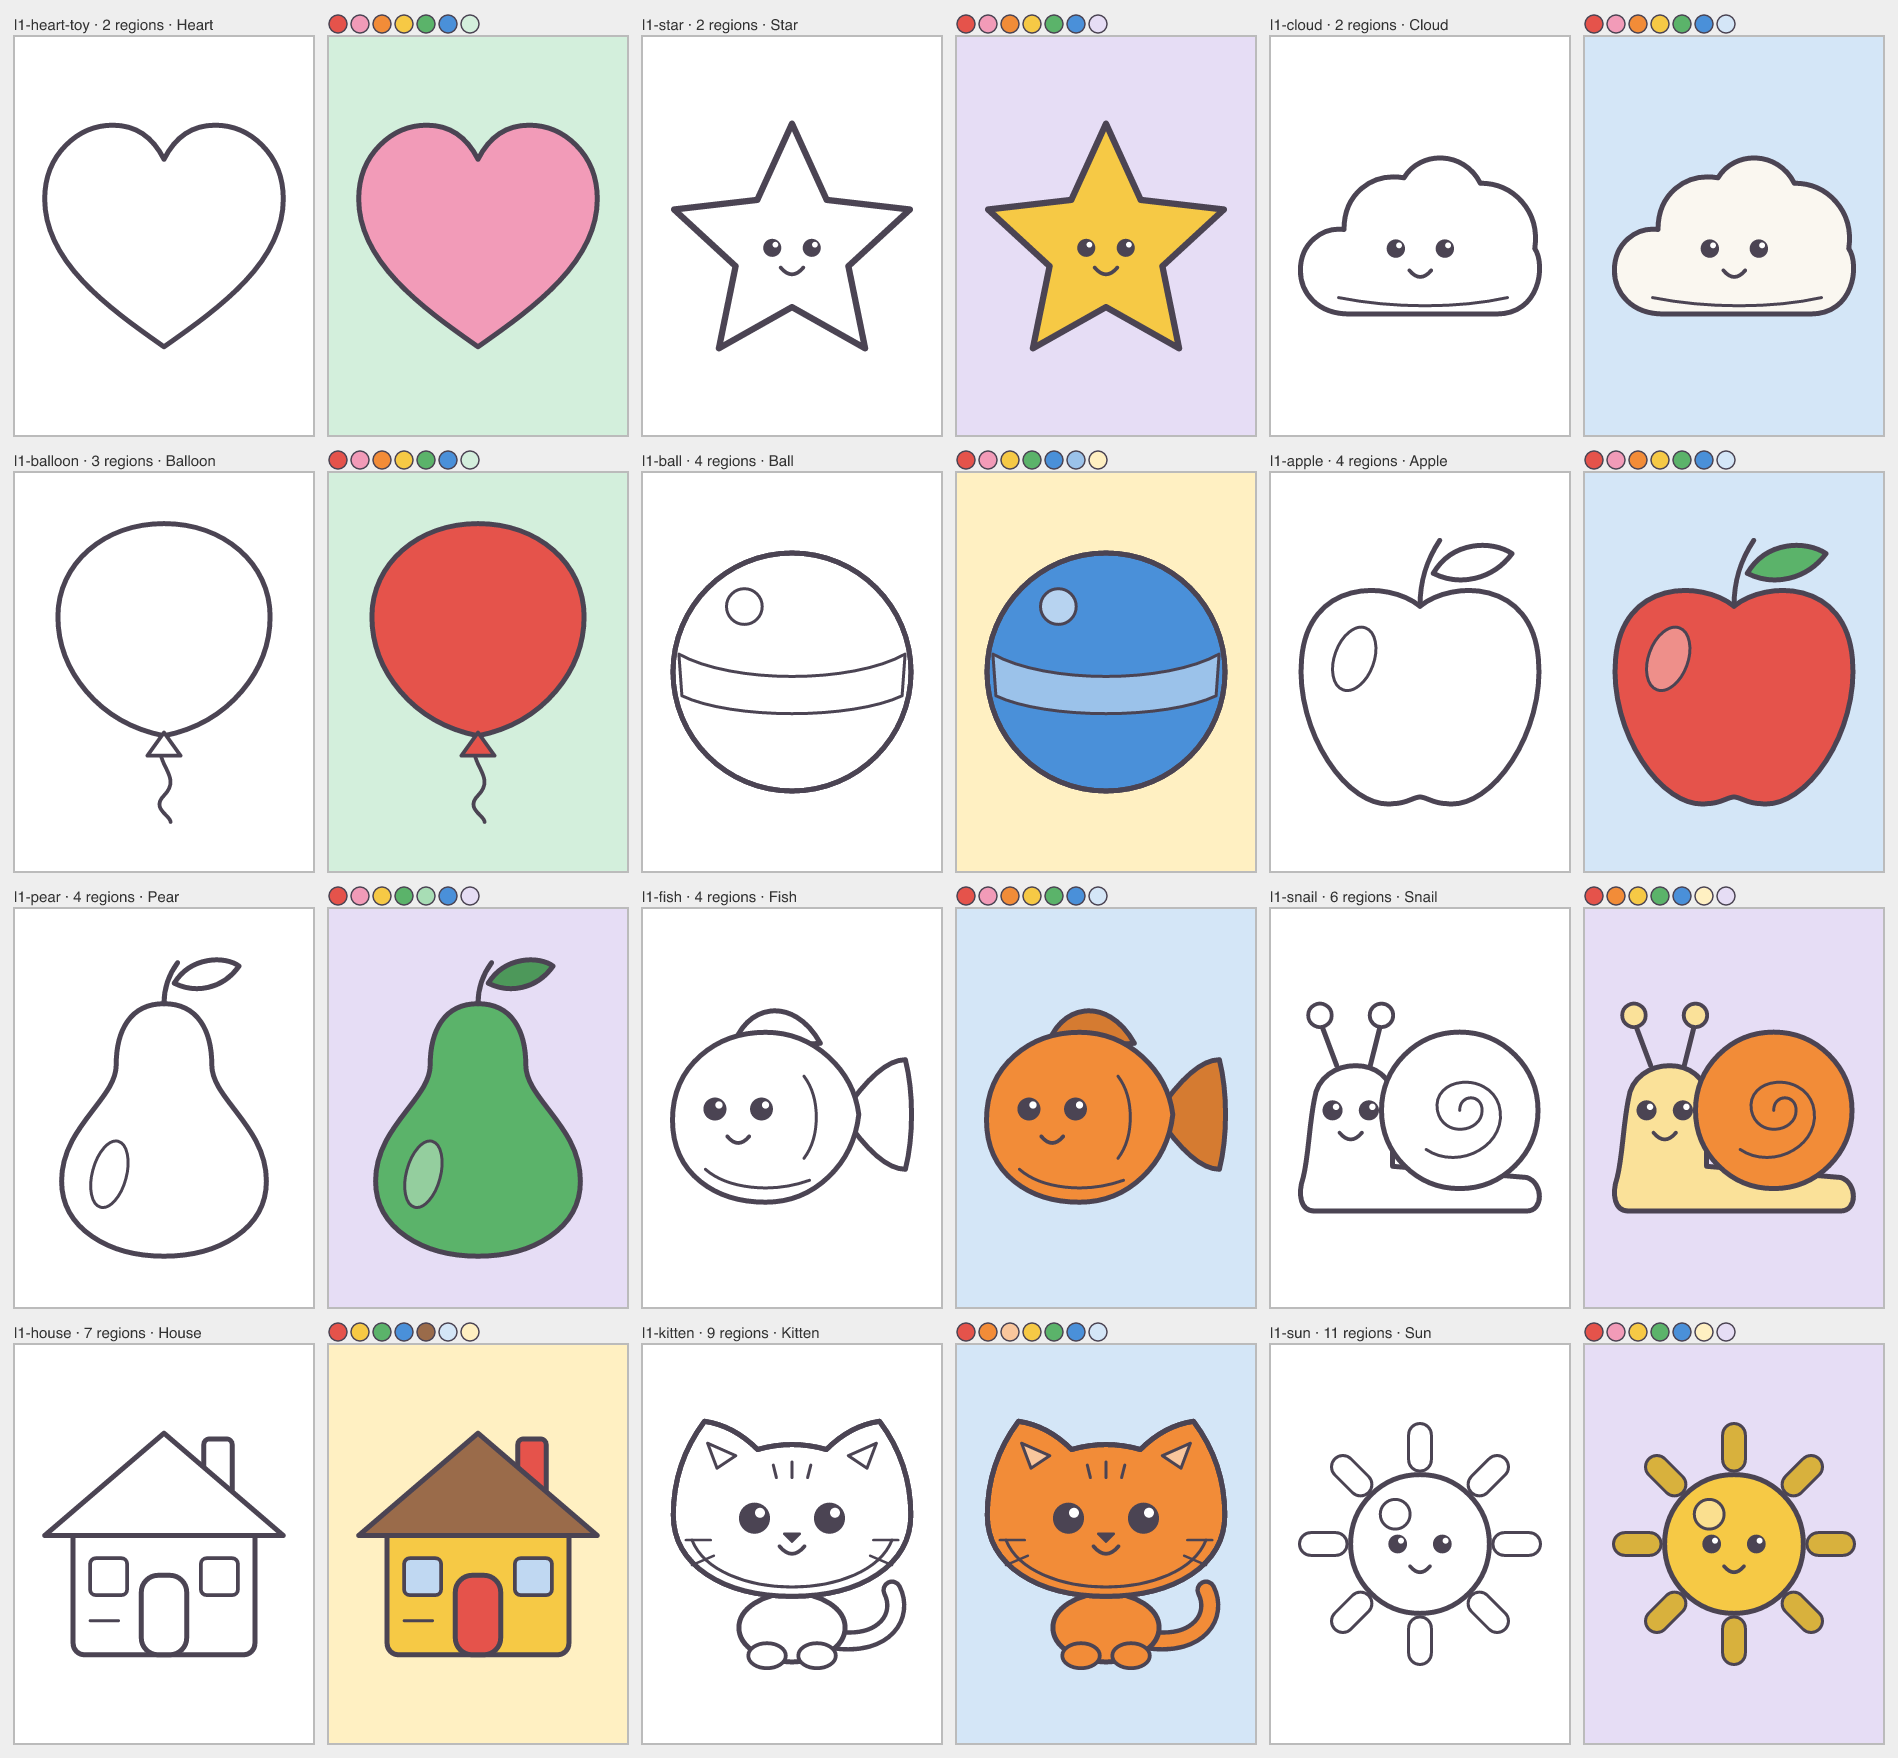 l1-heart-toy · 2 regions · Heart
l1-star · 2 regions · Star
l1-cloud · 2 regions · Cloud
l1-balloon · 3 regions · Balloon
l1-ball · 4 regions · Ball
l1-apple · 4 regions · Apple
l1-pear · 4 regions · Pear
l1-fish · 4 regions · Fish
l1-snail · 6 regions · Snail
l1-house · 7 regions · House
l1-kitten · 9 regions · Kitten
l1-sun · 11 regions · Sun